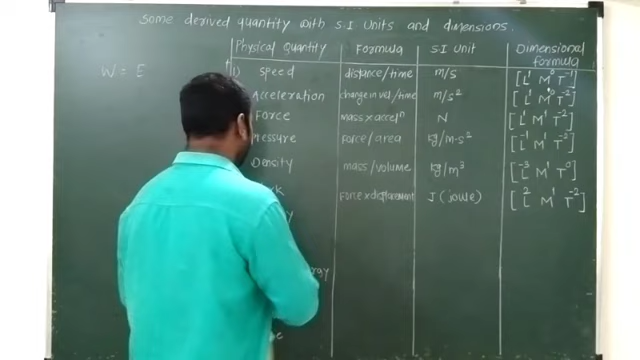 Some derived quantity with S.I Units and dimensions.
Physical Quantity Formula S.I Unit Dimensional formula
W = E
1) Speed distance/time m/s [L¹ M⁰ T⁻¹]
Acceleration change in vel/time m/s² [L¹ M⁰ T⁻²]
Force mass x accelⁿ N [L¹ M¹ T⁻²]
Force/area kg/m-s² [L⁻¹ M¹ T⁻²]
Density mass/volume kg/m³ [L⁻³ M¹ T⁰]
Force x displacement J (joule) [L² M¹ T⁻²]